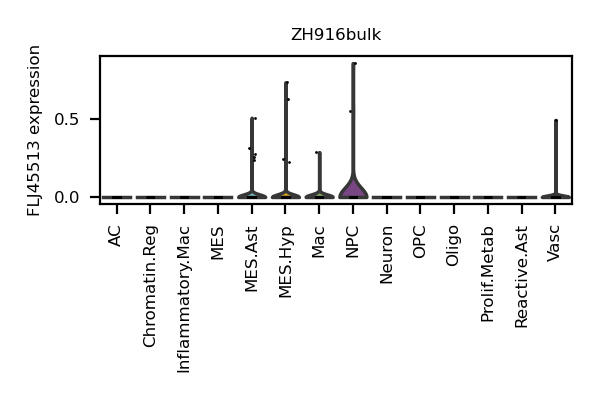 ZH916bulk
FLJ45513 expression
0.5
0.0
AC
Chromatin.Reg
Inflammatory.Mac
MES
MES.Ast
MES.Hyp
Mac
NPC
Neuron
OPC
Oligo
Prolif.Metab
Reactive.Ast
Vasc